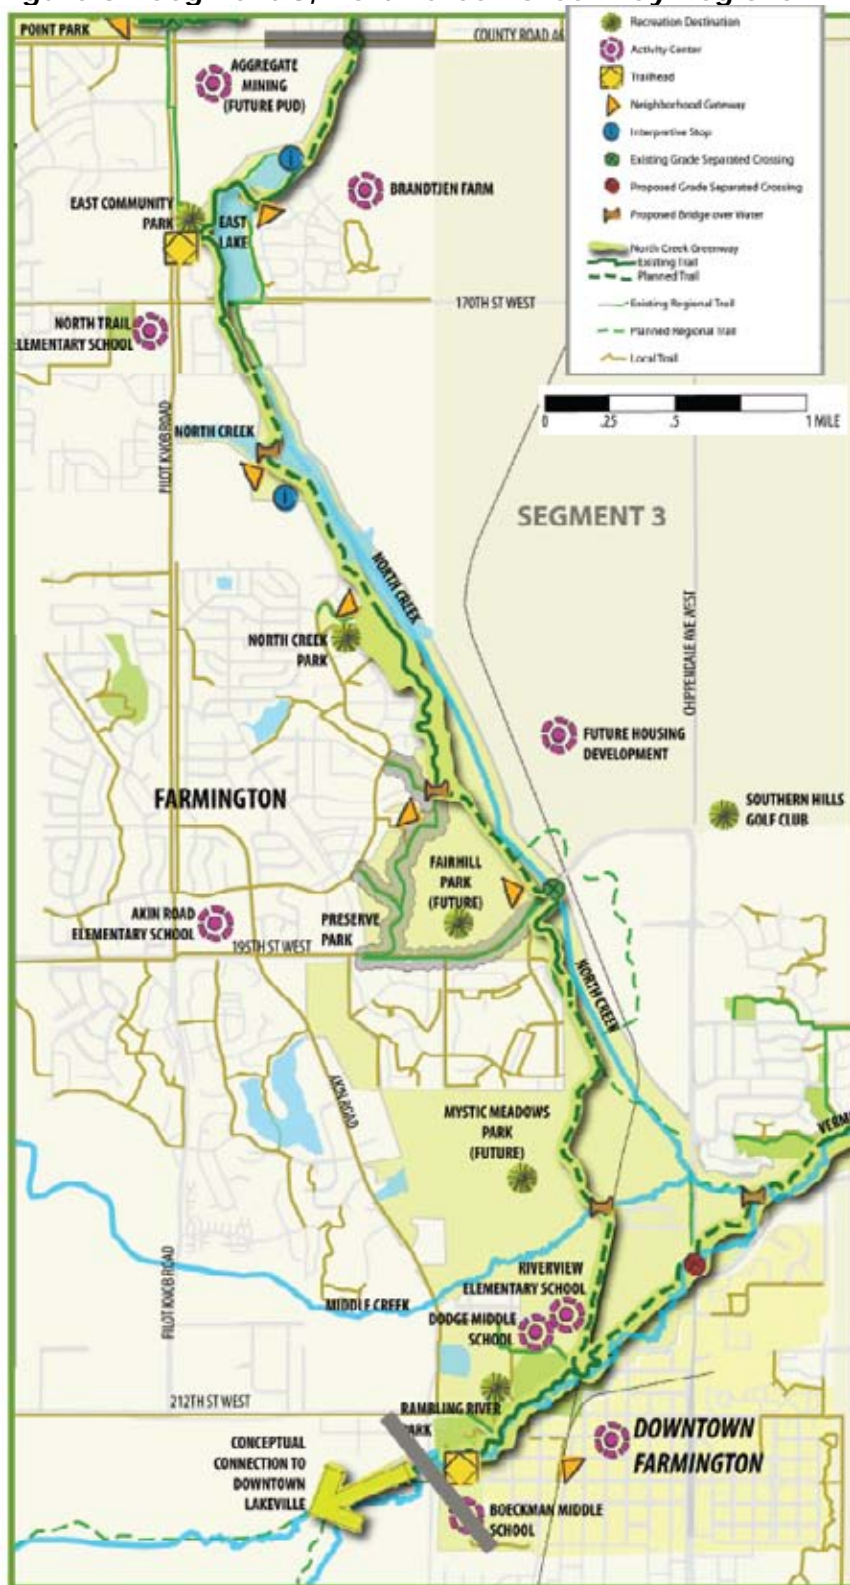 POINT PARK
COUNTY ROAD 46
AGGREGATE
MINING
(FUTURE PUD)
BRANDTJEN FARM
EAST COMMUNITY
PARK
EAST
LAKE
170TH ST WEST
NORTH TRAIL
ELEMENTARY SCHOOL
Recreation Destination
Activity Center
Trailhead
Neighborhood Gateway
Interpretive Stop
Existing Grade Separated Crossing
Proposed Grade Separated Crossing
Proposed Bridge over Water
North Creek Greenway
Existing Trail
Planned Trail
Existing Regional Trail
Planned Regional Trail
Local Trail
0 .25 .5 1 MILE
PILOT KNOB ROAD
NORTH CREEK
SEGMENT 3
NORTH CREEK
CHIPPENDALE AVE WEST
NORTH CREEK
PARK
FUTURE HOUSING
DEVELOPMENT
FARMINGTON
SOUTHERN HILLS
GOLF CLUB
FAIRHILL
PARK
(FUTURE)
AKIN ROAD
ELEMENTARY SCHOOL
PRESERVE
PARK
195TH ST WEST
NORTH CREEK
AKIN ROAD
MYSTIC MEADOWS
PARK
(FUTURE)
VERM
PILOT KNOB ROAD
RIVERVIEW
ELEMENTARY SCHOOL
MIDDLE CREEK
DODGE MIDDLE
SCHOOL
212TH ST WEST
RAMBLING RIVER
PARK
CONCEPTUAL
CONNECTION TO
DOWNTOWN
LAKEVILLE
DOWNTOWN
FARMINGTON
BOECKMAN MIDDLE
SCHOOL